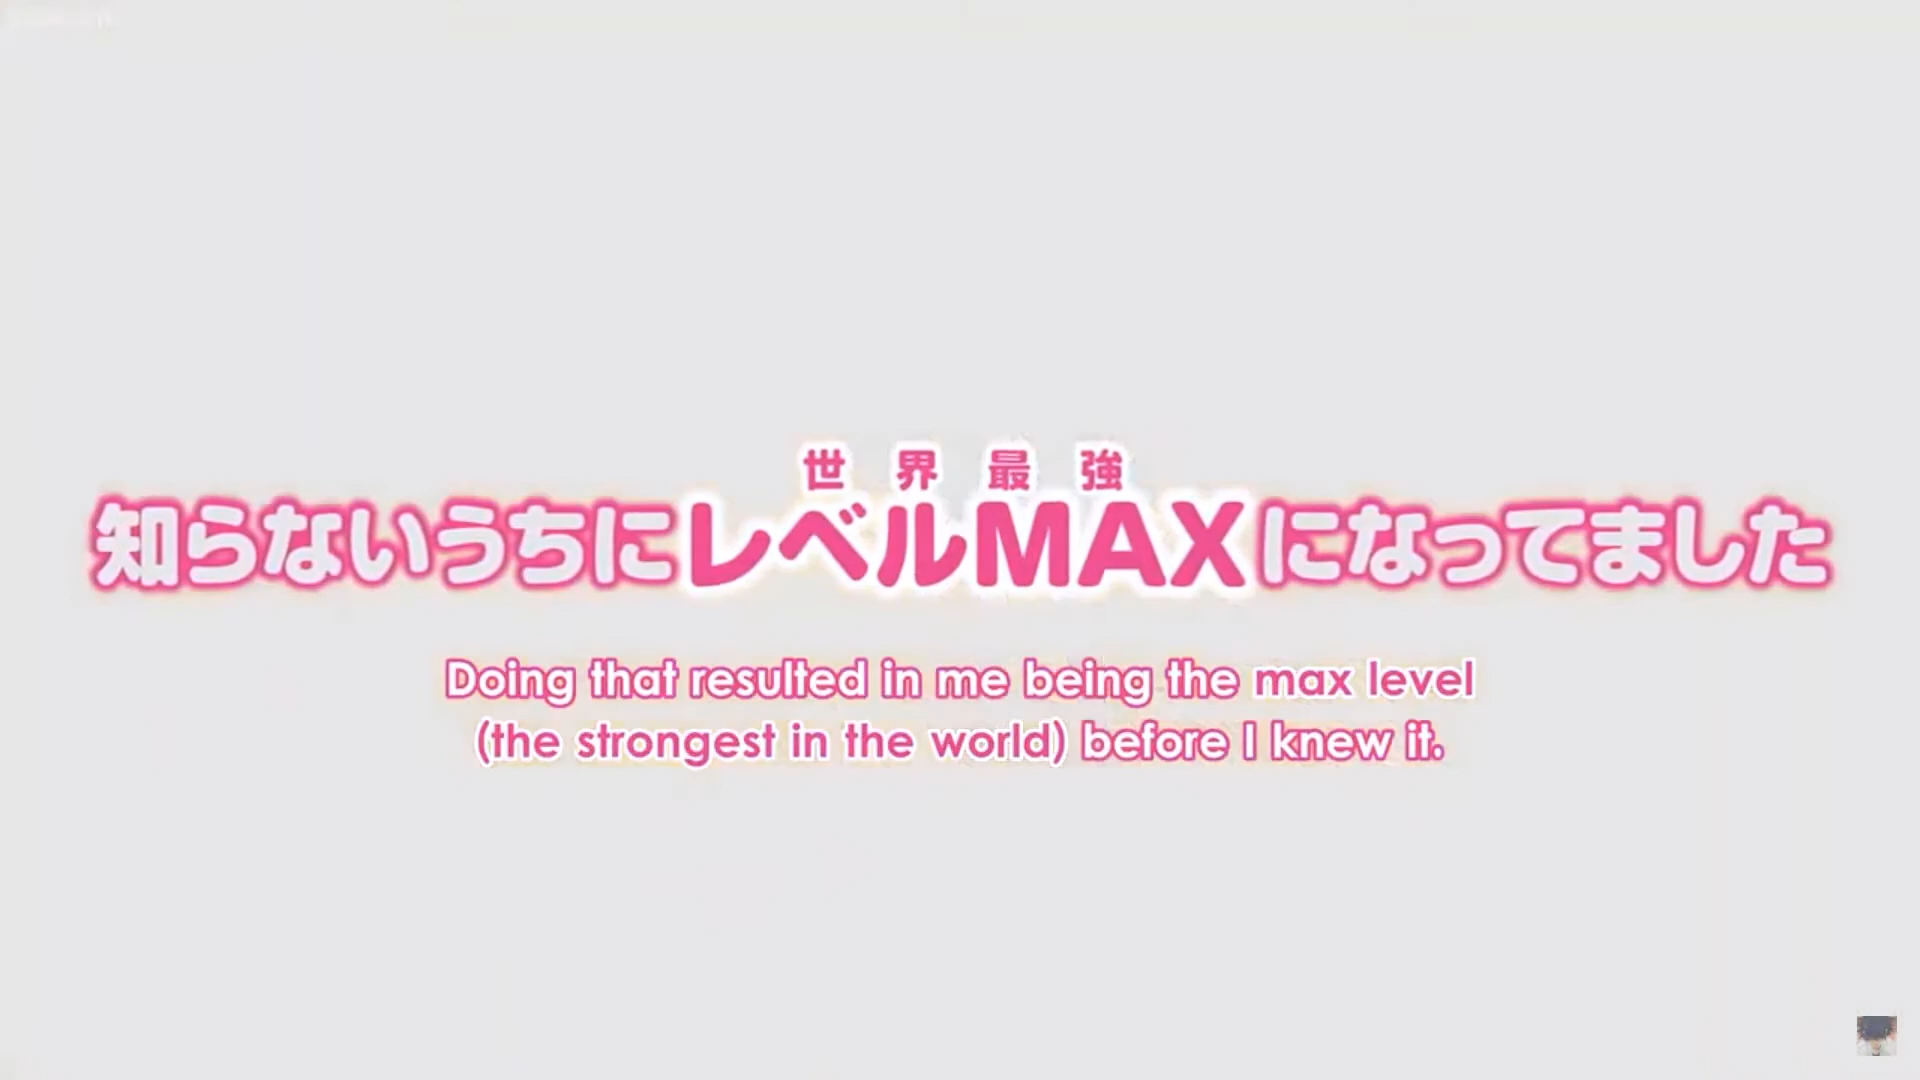 世界最強
知らないうちにレベルMAXになってました
Doing that resulted in me being the max level
(the strongest in the world) before I knew it.